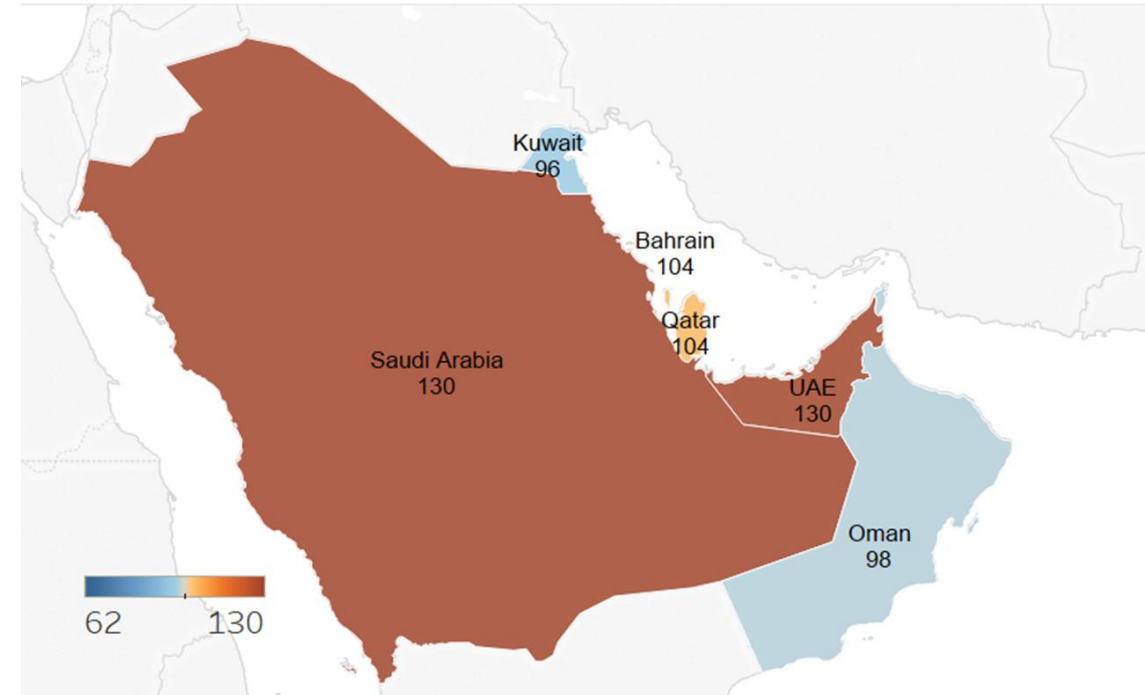 Kuwait
96
Bahrain
104
Qatar
104
Saudi Arabia
130
UAE
130
Oman
98
62 130